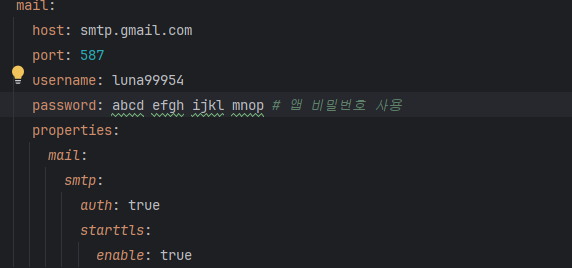 mail:
host: smtp.gmail.com
port: 587
username: luna99954
password: abcd efgh ijkl mnop # 앱 비밀번호 사용
properties:
mail:
smtp:
auth: true
starttls:
enable: true